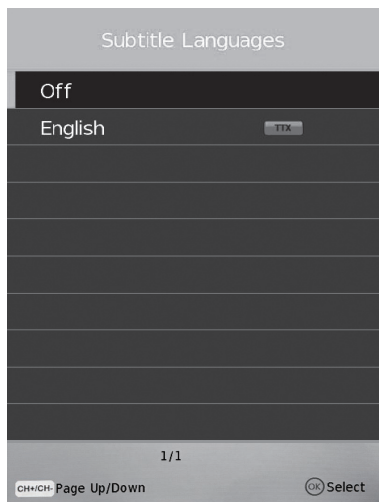 Subtitle Languages
Off
English TTX
1/1
CH+/CH- Page Up/Down OK Select